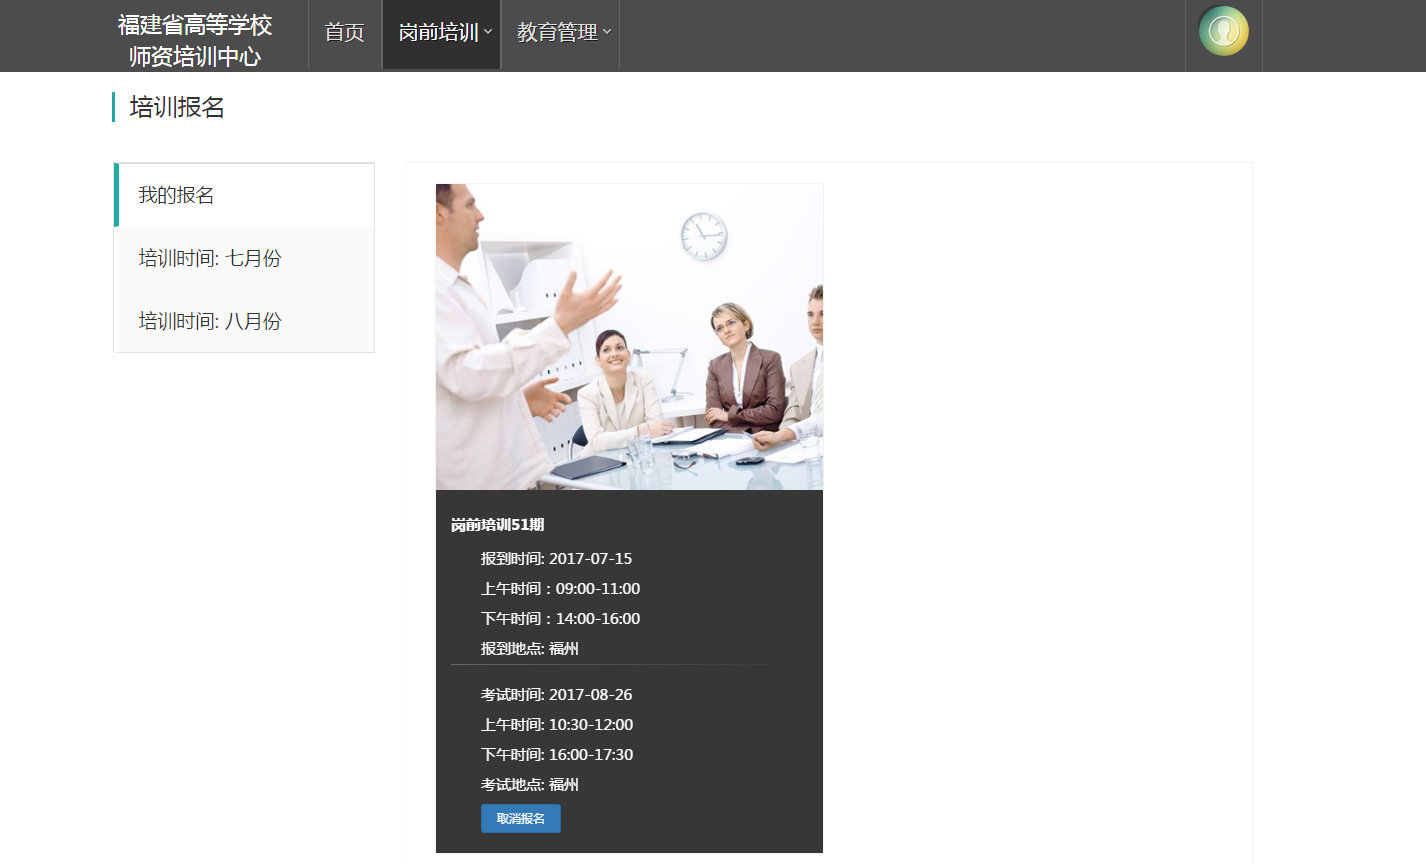 福建省高等学校
师资培训中心
首页
岗前培训
教育管理
培训报名
我的报名
培训时间: 七月份
培训时间: 八月份
岗前培训51期
报到时间: 2017-07-15
上午时间：09:00-11:00
下午时间：14:00-16:00
报到地点: 福州
考试时间: 2017-08-26
上午时间: 10:30-12:00
下午时间: 16:00-17:30
考试地点: 福州
取消报名